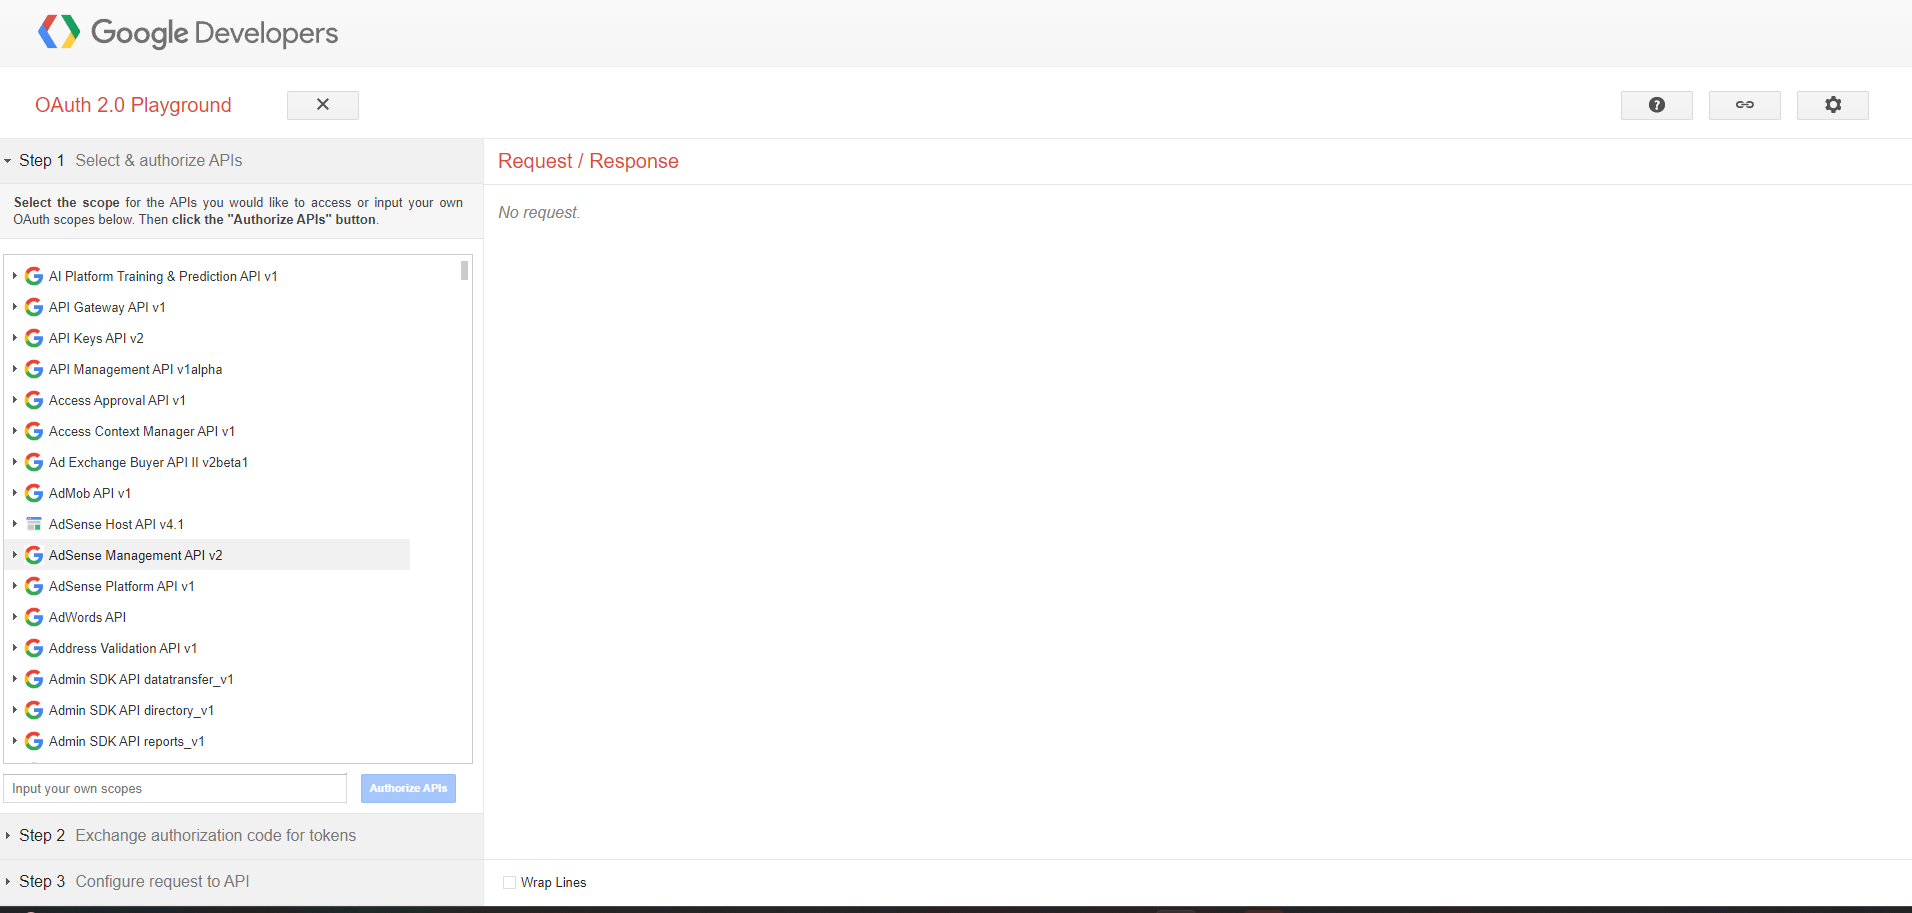 Google Developers
OAuth 2.0 Playground
Step 1 Select & authorize APIs
Select the scope for the APIs you would like to access or input your own
OAuth scopes below. Then click the "Authorize APIs" button.
AI Platform Training & Prediction API v1
API Gateway API v1
API Keys API v2
API Management API v1alpha
Access Approval API v1
Access Context Manager API v1
Ad Exchange Buyer API II v2beta1
AdMob API v1
AdSense Host API v4.1
AdSense Management API v2
AdSense Platform API v1
AdWords API
Address Validation API v1
Admin SDK API datatransfer_v1
Admin SDK API directory_v1
Admin SDK API reports_v1
Input your own scopes
Authorize APIs
Step 2 Exchange authorization code for tokens
Step 3 Configure request to API
Request / Response
No request.
Wrap Lines